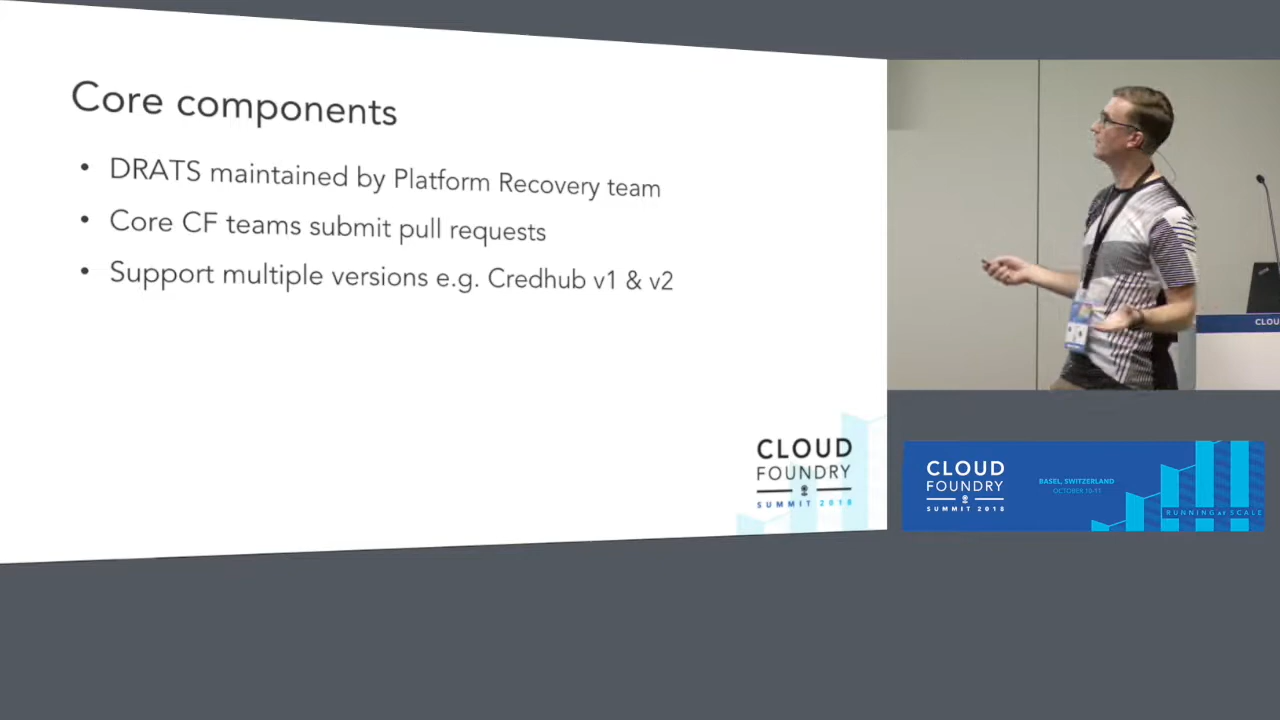 Core components
• DRATS maintained by Platform Recovery team
• Core CF teams submit pull requests
• Support multiple versions e.g. Credhub v1 & v2
CLOUD
FOUNDRY
SUMMIT 2018
CLOU
CLOUD
FOUNDRY
SUMMIT 2018
BASEL, SWITZERLAND
OCTOBER 10-11
RUNNING AT SCALE